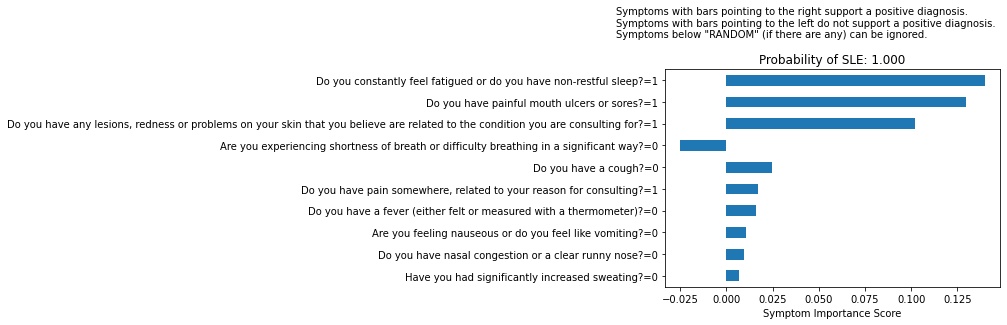 Symptoms with bars pointing to the right support a positive diagnosis.
Symptoms with bars pointing to the left do not support a positive diagnosis.
Symptoms below "RANDOM" (if there are any) can be ignored.
Probability of SLE: 1.000
Do you constantly feel fatigued or do you have non-restful sleep?=1
Do you have painful mouth ulcers or sores?=1
Do you have any lesions, redness or problems on your skin that you believe are related to the condition you are consulting for?=1
Are you experiencing shortness of breath or difficulty breathing in a significant way?=0
Do you have a cough?=0
Do you have pain somewhere, related to your reason for consulting?=1
Do you have a fever (either felt or measured with a thermometer)?=0
Are you feeling nauseous or do you feel like vomiting?=0
Do you have nasal congestion or a clear runny nose?=0
Have you had significantly increased sweating?=0
−0.025 0.000 0.025 0.050 0.075 0.100 0.125
Symptom Importance Score